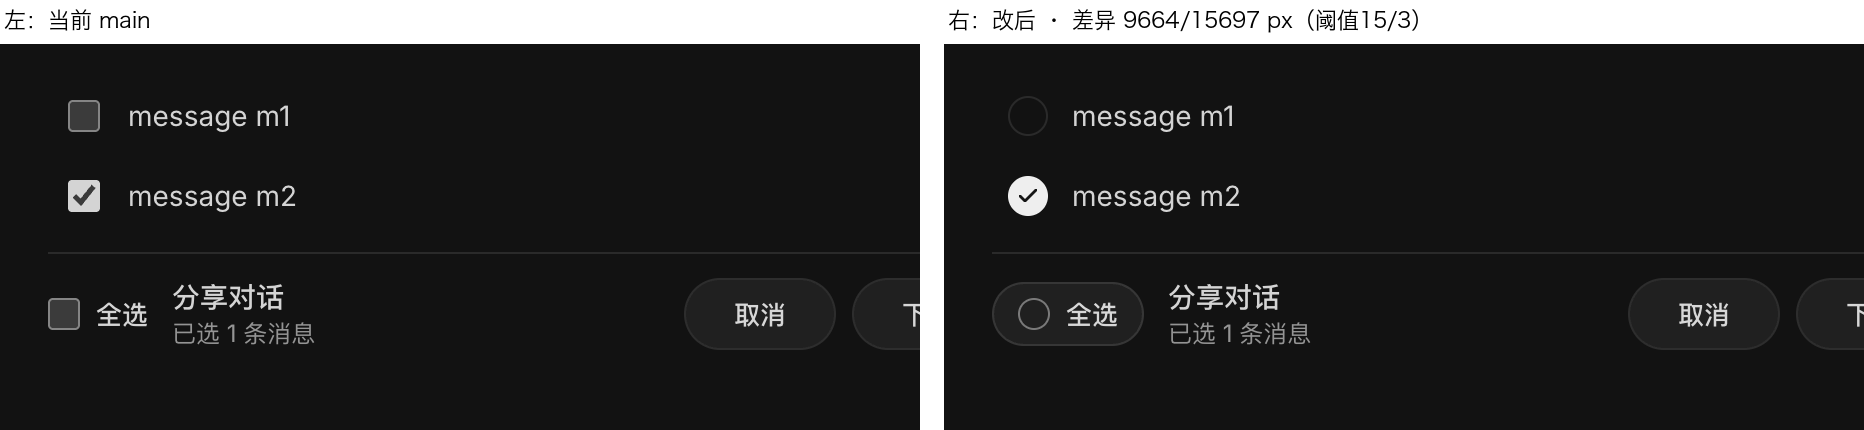 左：当前 main
右：改后 · 差异 9664/15697 px（阈值15/3）
message m1
message m2
全选
分享对话
已选 1 条消息
取消
下
message m1
message m2
全选
分享对话
已选 1 条消息
取消
下